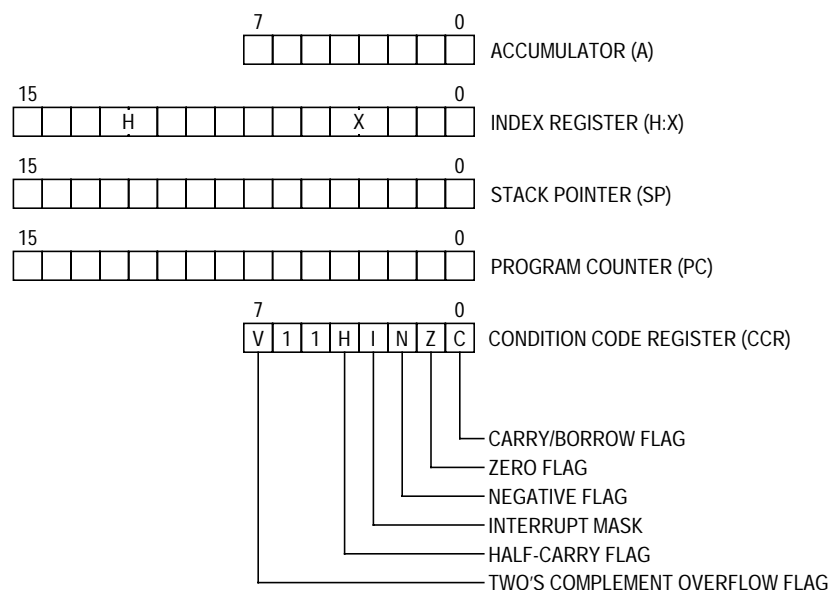 7 0
ACCUMULATOR (A)
15 0
H X INDEX REGISTER (H:X)
15 0
STACK POINTER (SP)
15 0
PROGRAM COUNTER (PC)
7 0
V 1 1 H I N Z C CONDITION CODE REGISTER (CCR)
CARRY/BORROW FLAG
ZERO FLAG
NEGATIVE FLAG
INTERRUPT MASK
HALF-CARRY FLAG
TWO'S COMPLEMENT OVERFLOW FLAG